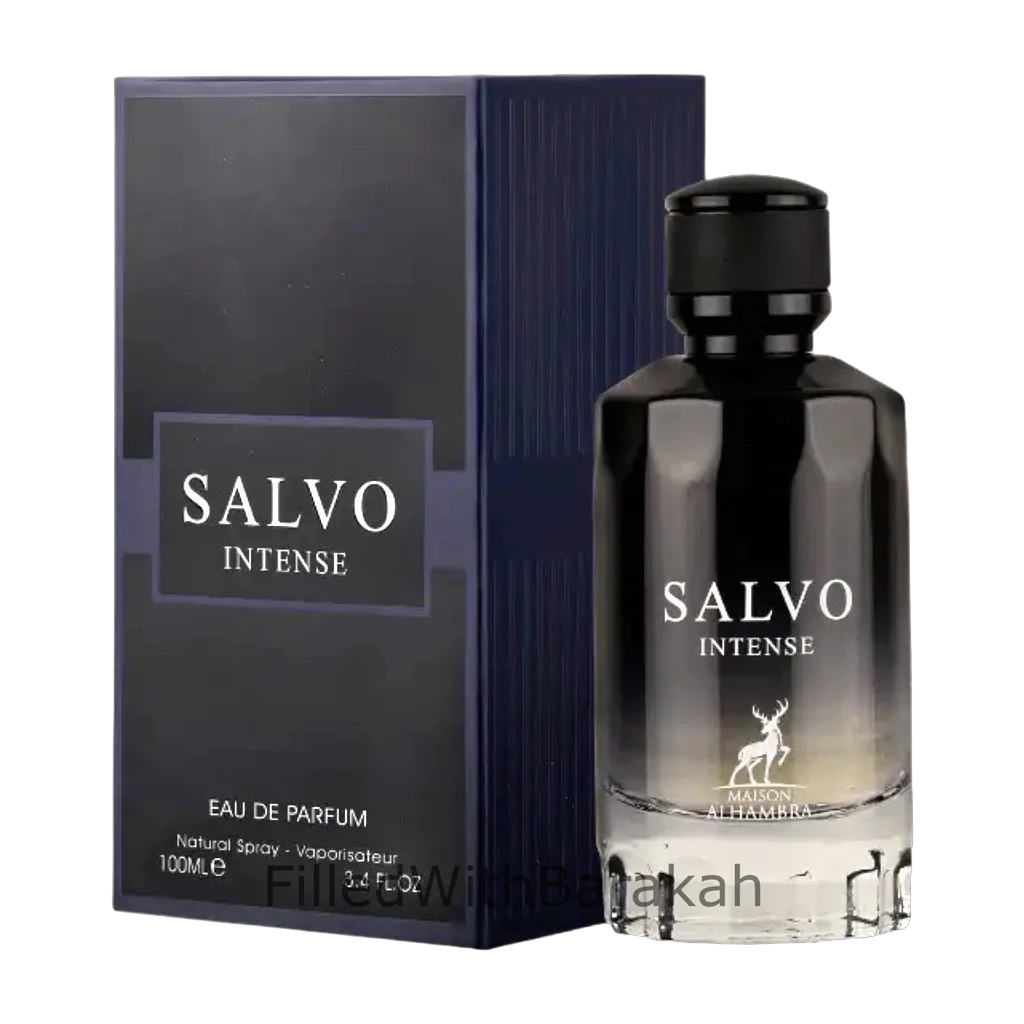 SALVO
INTENSE
EAU DE PARFUM
Natural Spray - Vaporisateur
100ML℮
3.4 FL.OZ
SALVO
INTENSE
MAISON
ALHAMBRA
FilledWithBarakah